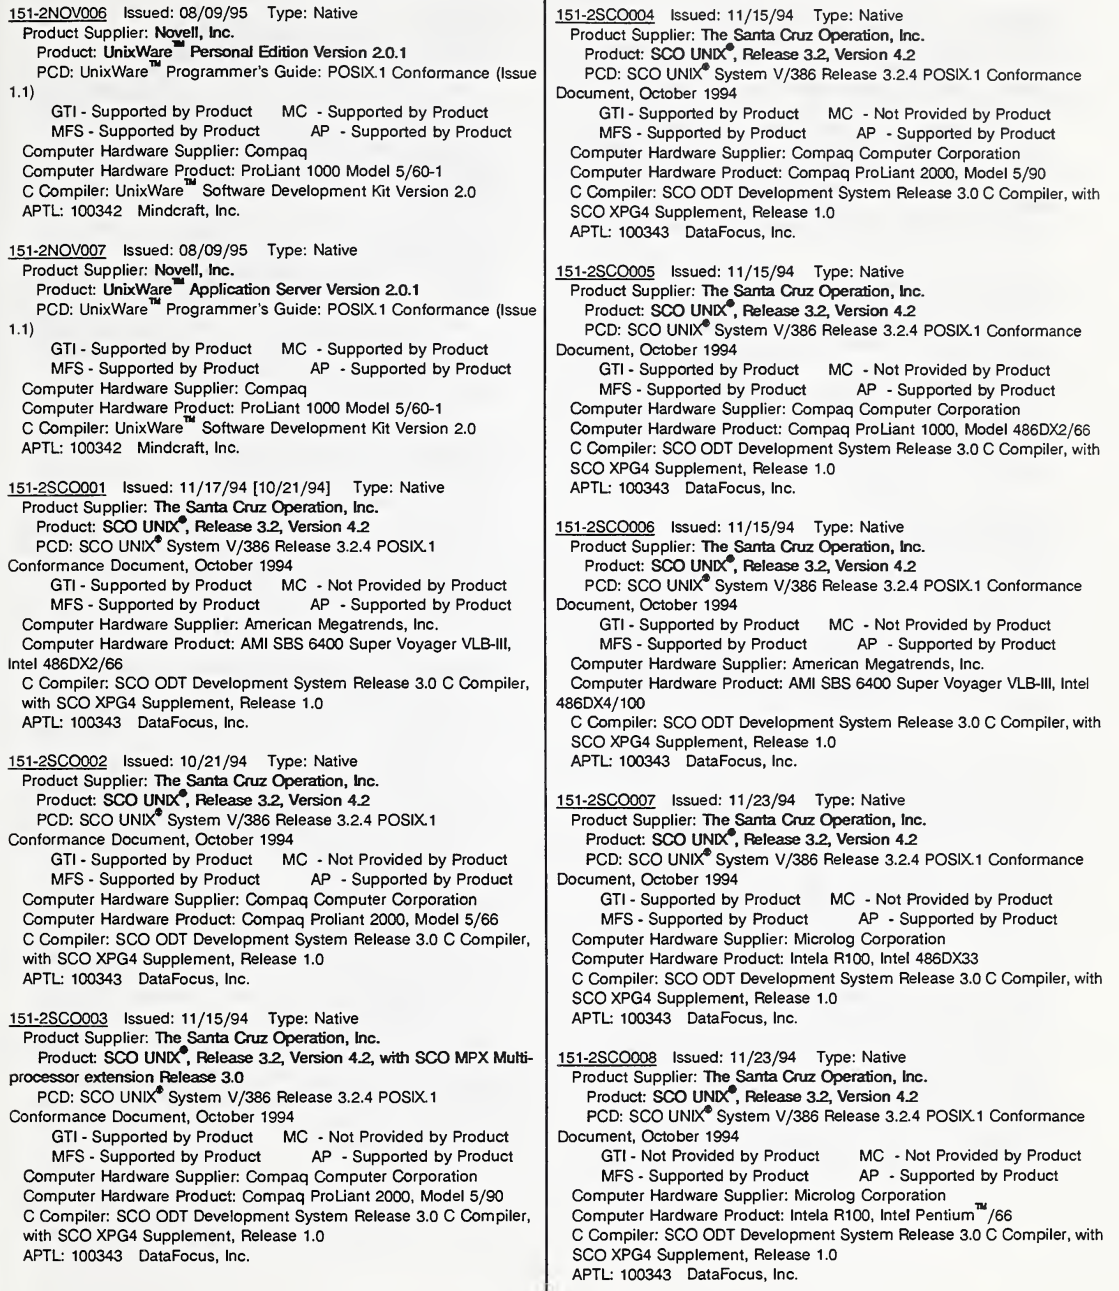 151-2NOV006 Issued: 08/09/95 Type: Native
Product Supplier: Novell, Inc.
Product: UnixWare™ Personal Edition Version 2.0.1
PCD: UnixWare™ Programmer's Guide: POSIX.1 Conformance (Issue
1.1)
GTI - Supported by Product MC - Supported by Product
MFS - Supported by Product AP - Supported by Product
Computer Hardware Supplier: Compaq
Computer Hardware Product: ProLiant 1000 Model 5/60-1
C Compiler: UnixWare™ Software Development Kit Version 2.0
APTL: 100342 Mindcraft, Inc.
151-2NOV007 Issued: 08/09/95 Type: Native
Product Supplier: Novell, Inc.
Product: UnixWare™ Application Server Version 2.0.1
PCD: UnixWare™ Programmer's Guide: POSIX.1 Conformance (Issue
1.1)
GTI - Supported by Product MC - Supported by Product
MFS - Supported by Product AP - Supported by Product
Computer Hardware Supplier: Compaq
Computer Hardware Product: ProLiant 1000 Model 5/60-1
C Compiler: UnixWare™ Software Development Kit Version 2.0
APTL: 100342 Mindcraft, Inc.
151-2SCO001 Issued: 11/17/94 [10/21/94] Type: Native
Product Supplier: The Santa Cruz Operation, Inc.
Product: SCO UNIX®, Release 3.2, Version 4.2
PCD: SCO UNIX® System V/386 Release 3.2.4 POSIX.1
Conformance Document, October 1994
GTI - Supported by Product MC - Not Provided by Product
MFS - Supported by Product AP - Supported by Product
Computer Hardware Supplier: American Megatrends, Inc.
Computer Hardware Product: AMI SBS 6400 Super Voyager VLB-III,
Intel 486DX2/66
C Compiler: SCO ODT Development System Release 3.0 C Compiler,
with SCO XPG4 Supplement, Release 1.0
APTL: 100343 DataFocus, Inc.
151-2SCO002 Issued: 10/21/94 Type: Native
Product Supplier: The Santa Cruz Operation, Inc.
Product: SCO UNIX®, Release 3.2, Version 4.2
PCD: SCO UNIX® System V/386 Release 3.2.4 POSIX.1
Conformance Document, October 1994
GTI - Supported by Product MC - Not Provided by Product
MFS - Supported by Product AP - Supported by Product
Computer Hardware Supplier: Compaq Computer Corporation
Computer Hardware Product: Compaq Proliant 2000, Model 5/66
C Compiler: SCO ODT Development System Release 3.0 C Compiler,
with SCO XPG4 Supplement, Release 1.0
APTL: 100343 DataFocus, Inc.
151-2SCO003 Issued: 11/15/94 Type: Native
Product Supplier: The Santa Cruz Operation, Inc.
Product: SCO UNIX®, Release 3.2, Version 4.2, with SCO MPX Multi-
processor extension Release 3.0
PCD: SCO UNIX® System V/386 Release 3.2.4 POSIX.1
Conformance Document, October 1994
GTI - Supported by Product MC - Not Provided by Product
MFS - Supported by Product AP - Supported by Product
Computer Hardware Supplier: Compaq Computer Corporation
Computer Hardware Product: Compaq ProLiant 2000, Model 5/90
C Compiler: SCO ODT Development System Release 3.0 C Compiler,
with SCO XPG4 Supplement, Release 1.0
APTL: 100343 DataFocus, Inc.
151-2SCO004 Issued: 11/15/94 Type: Native
Product Supplier: The Santa Cruz Operation, Inc.
Product: SCO UNIX®, Release 3.2, Version 4.2
PCD: SCO UNIX® System V/386 Release 3.2.4 POSIX.1 Conformance
Document, October 1994
GTI - Supported by Product MC - Not Provided by Product
MFS - Supported by Product AP - Supported by Product
Computer Hardware Supplier: Compaq Computer Corporation
Computer Hardware Product: Compaq ProLiant 2000, Model 5/90
C Compiler: SCO ODT Development System Release 3.0 C Compiler, with
SCO XPG4 Supplement, Release 1.0
APTL: 100343 DataFocus, Inc.
151-2SCO005 Issued: 11/15/94 Type: Native
Product Supplier: The Santa Cruz Operation, Inc.
Product: SCO UNIX®, Release 3.2, Version 4.2
PCD: SCO UNIX® System V/386 Release 3.2.4 POSIX.1 Conformance
Document, October 1994
GTI - Supported by Product MC - Not Provided by Product
MFS - Supported by Product AP - Supported by Product
Computer Hardware Supplier: Compaq Computer Corporation
Computer Hardware Product: Compaq ProLiant 1000, Model 486DX2/66
C Compiler: SCO ODT Development System Release 3.0 C Compiler, with
SCO XPG4 Supplement, Release 1.0
APTL: 100343 DataFocus, Inc.
151-2SCO006 Issued: 11/15/94 Type: Native
Product Supplier: The Santa Cruz Operation, Inc.
Product: SCO UNIX®, Release 3.2, Version 4.2
PCD: SCO UNIX® System V/386 Release 3.2.4 POSIX.1 Conformance
Document, October 1994
GTI - Supported by Product MC - Not Provided by Product
MFS - Supported by Product AP - Supported by Product
Computer Hardware Supplier: American Megatrends, Inc.
Computer Hardware Product: AMI SBS 6400 Super Voyager VLB-III, Intel
486DX4/100
C Compiler: SCO ODT Development System Release 3.0 C Compiler, with
SCO XPG4 Supplement, Release 1.0
APTL: 100343 DataFocus, Inc.
151-2SCO007 Issued: 11/23/94 Type: Native
Product Supplier: The Santa Cruz Operation, Inc.
Product: SCO UNIX®, Release 3.2, Version 4.2
PCD: SCO UNIX® System V/386 Release 3.2.4 POSIX.1 Conformance
Document, October 1994
GTI - Supported by Product MC - Not Provided by Product
MFS - Supported by Product AP - Supported by Product
Computer Hardware Supplier: Microlog Corporation
Computer Hardware Product: Intela R100, Intel 486DX33
C Compiler: SCO ODT Development System Release 3.0 C Compiler, with
SCO XPG4 Supplement, Release 1.0
APTL: 100343 DataFocus, Inc.
151-2SCO008 Issued: 11/23/94 Type: Native
Product Supplier: The Santa Cruz Operation, Inc.
Product: SCO UNIX®, Release 3.2, Version 4.2
PCD: SCO UNIX® System V/386 Release 3.2.4 POSIX.1 Conformance
Document, October 1994
GTI - Not Provided by Product MC - Not Provided by Product
MFS - Supported by Product AP - Supported by Product
Computer Hardware Supplier: Microlog Corporation
Computer Hardware Product: Intela R100, Intel Pentium™/66
C Compiler: SCO ODT Development System Release 3.0 C Compiler, with
SCO XPG4 Supplement, Release 1.0
APTL: 100343 DataFocus, Inc.